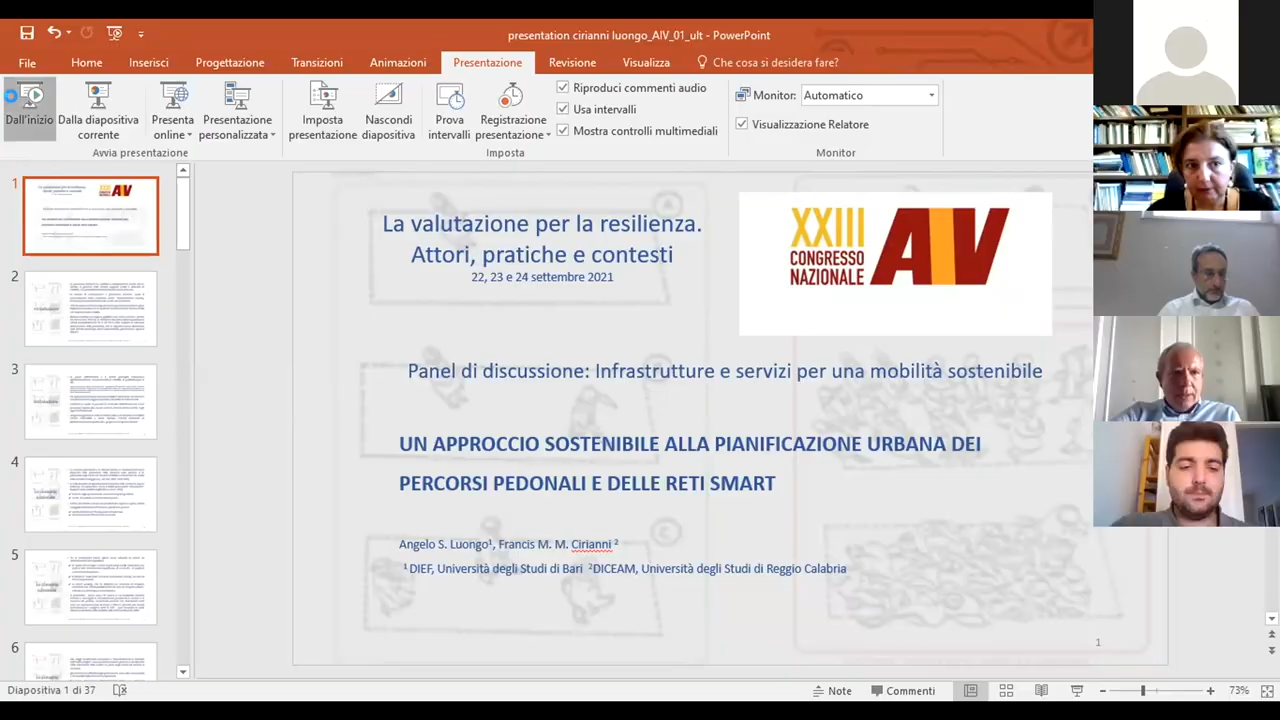 presentation cirianni luongo_AIV_01_ult - PowerPoint
File Home Inserisci Progettazione Transizioni Animazioni Presentazione Revisione Visualizza Che cosa si desidera fare?
Dall'inizio
Dalla diapositiva corrente
Presenta online
Presentazione personalizzata
Avvia presentazione
Imposta presentazione
Nascondi diapositiva
Prova intervalli
Registrazione presentazione
Riproduci commenti audio
Usa intervalli
Mostra controlli multimediali
Imposta
Monitor: Automatico
Visualizzazione Relatore
Monitor
1
2
3
4
5
6
La valutazione per la resilienza.
Attori, pratiche e contesti
22, 23 e 24 settembre 2021
XXIII
CONGRESSO
NAZIONALE
AIV
Panel di discussione: Infrastrutture e servizi per una mobilità sostenibile
UN APPROCCIO SOSTENIBILE ALLA PIANIFICAZIONE URBANA DEI
PERCORSI PEDONALI E DELLE RETI SMART
Angelo S. Luongo¹, Francis M. M. Cirianni ²
¹ DIEF, Università degli Studi di Bari ²DICEAM, Università degli Studi di Reggio Calabria
1
Diapositiva 1 di 37
Note
Commenti
73%